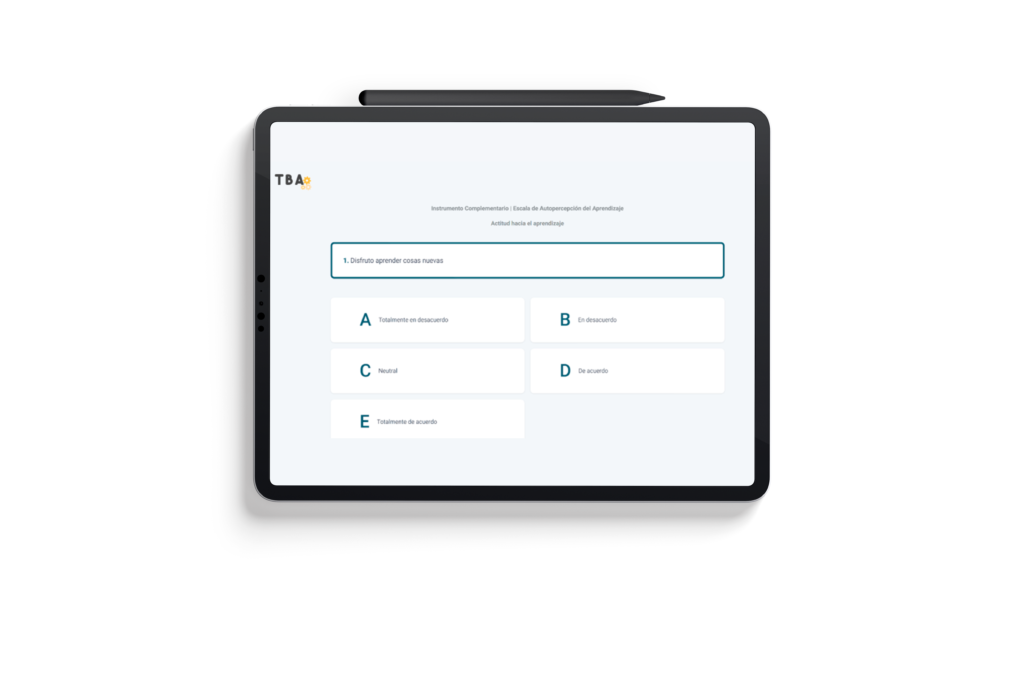 TBA
Instrumento Complementario | Escala de Autopercepción del Aprendizaje
Actitud hacia el aprendizaje
1. Disfruto aprender cosas nuevas
A Totalmente en desacuerdo
B En desacuerdo
C Neutral
D De acuerdo
E Totalmente de acuerdo